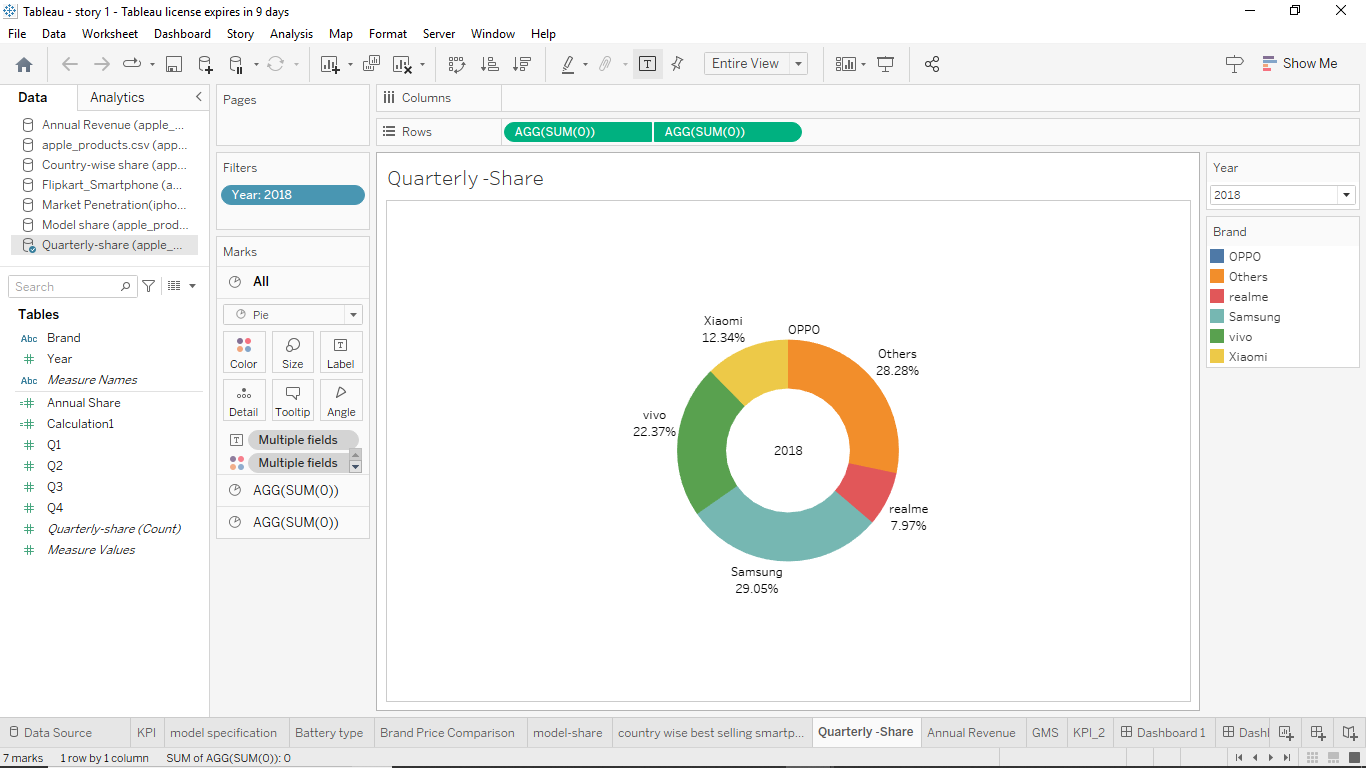 Tableau - story 1 - Tableau license expires in 9 days
File Data Worksheet Dashboard Story Analysis Map Format Server Window Help
Entire View
Show Me
Data Analytics
Annual Revenue (apple_...
apple_products.csv (app...
Country-wise share (app...
Flipkart_Smartphone (a...
Market Penetration(ipho...
Model share (apple_prod...
Quarterly-share (apple_...
Search
Tables
Abc Brand
Year
Abc Measure Names
Annual Share
Calculation1
Q1
Q2
Q3
Q4
Quarterly-share (Count)
Measure Values
Pages
Filters
Year: 2018
Marks
All
Pie
Color Size Label
Detail Tooltip Angle
Multiple fields
Multiple fields
AGG(SUM(0))
AGG(SUM(0))
Columns
Rows AGG(SUM(0)) AGG(SUM(0))
Quarterly -Share
Xiaomi
12.34%
OPPO
Others
28.28%
vivo
22.37%
2018
realme
7.97%
Samsung
29.05%
Year
2018
Brand
OPPO
Others
realme
Samsung
vivo
Xiaomi
Data Source KPI model specification Battery type Brand Price Comparison model-share country wise best selling smartp... Quarterly -Share Annual Revenue GMS KPI_2 Dashboard 1 Dashl
7 marks 1 row by 1 column SUM of AGG(SUM(0)): 0